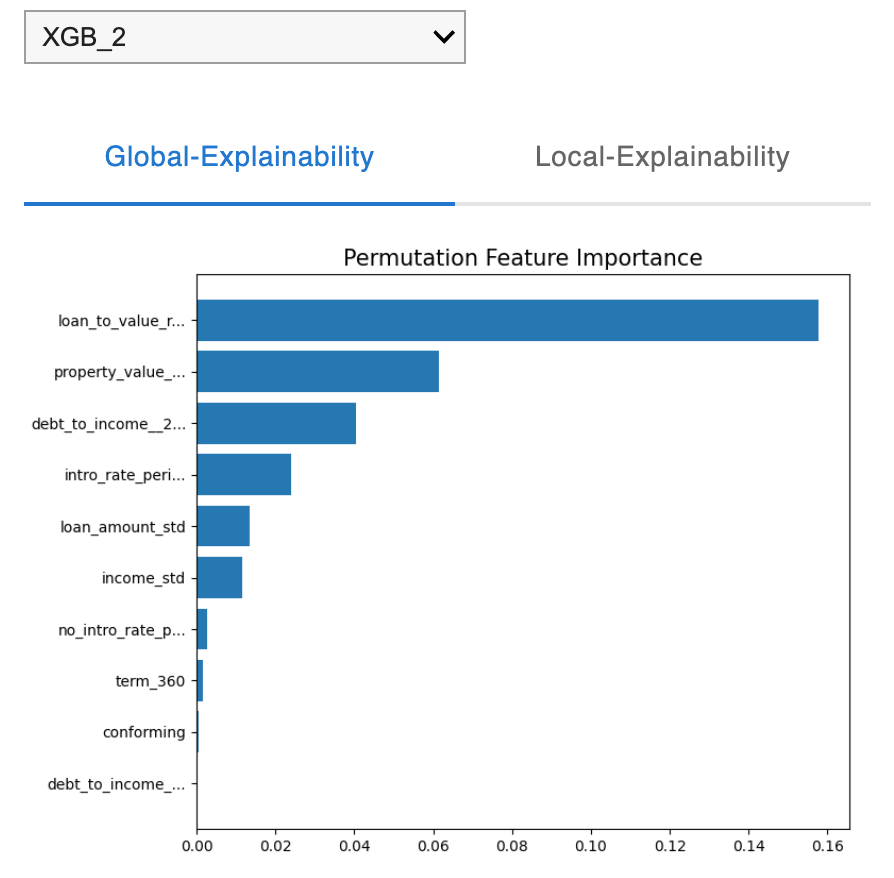 XGB_2
Global-Explainability Local-Explainability
Permutation Feature Importance
loan_to_value_r...
property_value_...
debt_to_income__2...
intro_rate_peri...
loan_amount_std
income_std
no_intro_rate_p...
term_360
conforming
debt_to_income_...
0.00 0.02 0.04 0.06 0.08 0.10 0.12 0.14 0.16